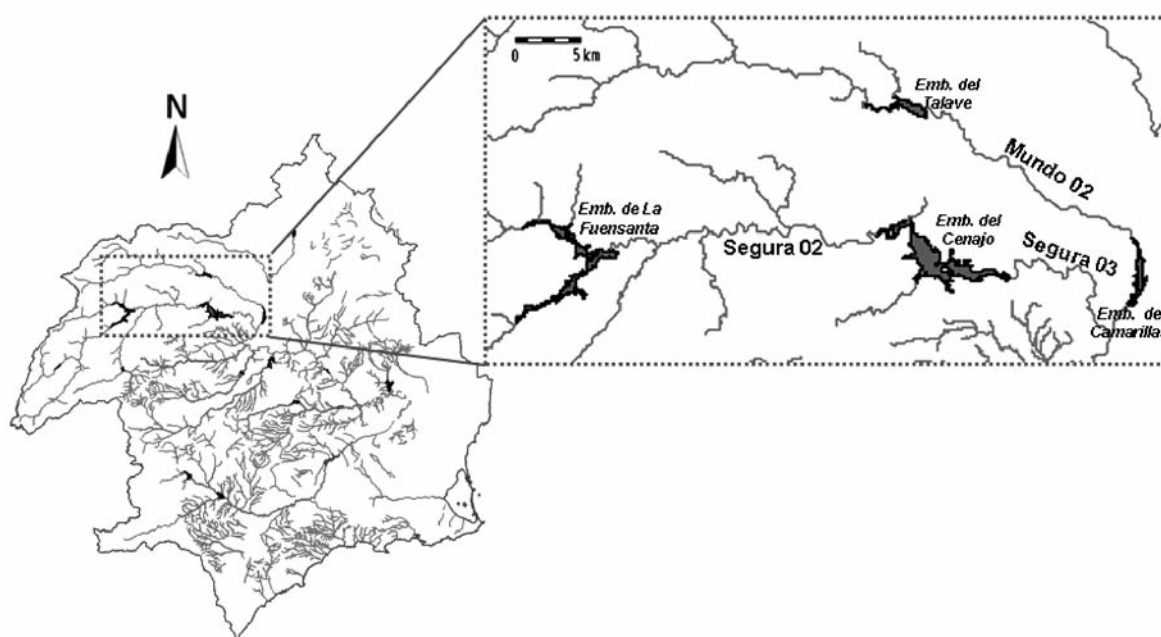 N
0 5 km
Emb. del
Talave
Mundo 02
Emb. de La
Fuensanta
Segura 02
Emb. del
Cenajo
Segura 03
Emb. de
Camarillas